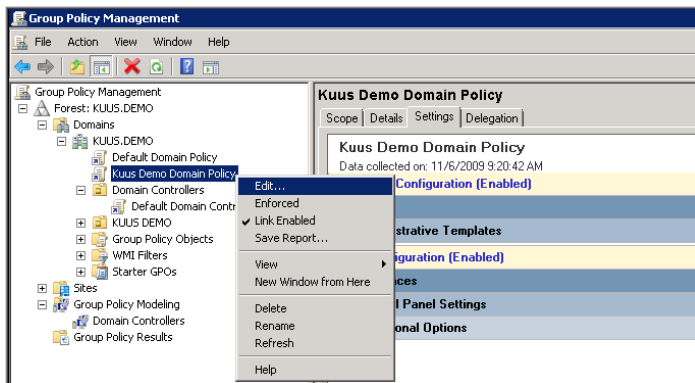 Group Policy Management
File Action View Window Help
Group Policy Management
Forest: KUUS.DEMO
Domains
KUUS.DEMO
Default Domain Policy
Kuus Demo Domain Policy
Domain Controllers
Default Domain Contr
KUUS DEMO
Group Policy Objects
WMI Filters
Starter GPOs
Sites
Group Policy Modeling
Domain Controllers
Group Policy Results
Edit...
Enforced
Link Enabled
Save Report...
View
New Window from Here
Delete
Rename
Refresh
Help
Kuus Demo Domain Policy
Scope Details Settings Delegation
Kuus Demo Domain Policy
Data collected on: 11/6/2009 9:20:42 AM
Configuration (Enabled)
strative Templates
iguration (Enabled)
ces
l Panel Settings
onal Options